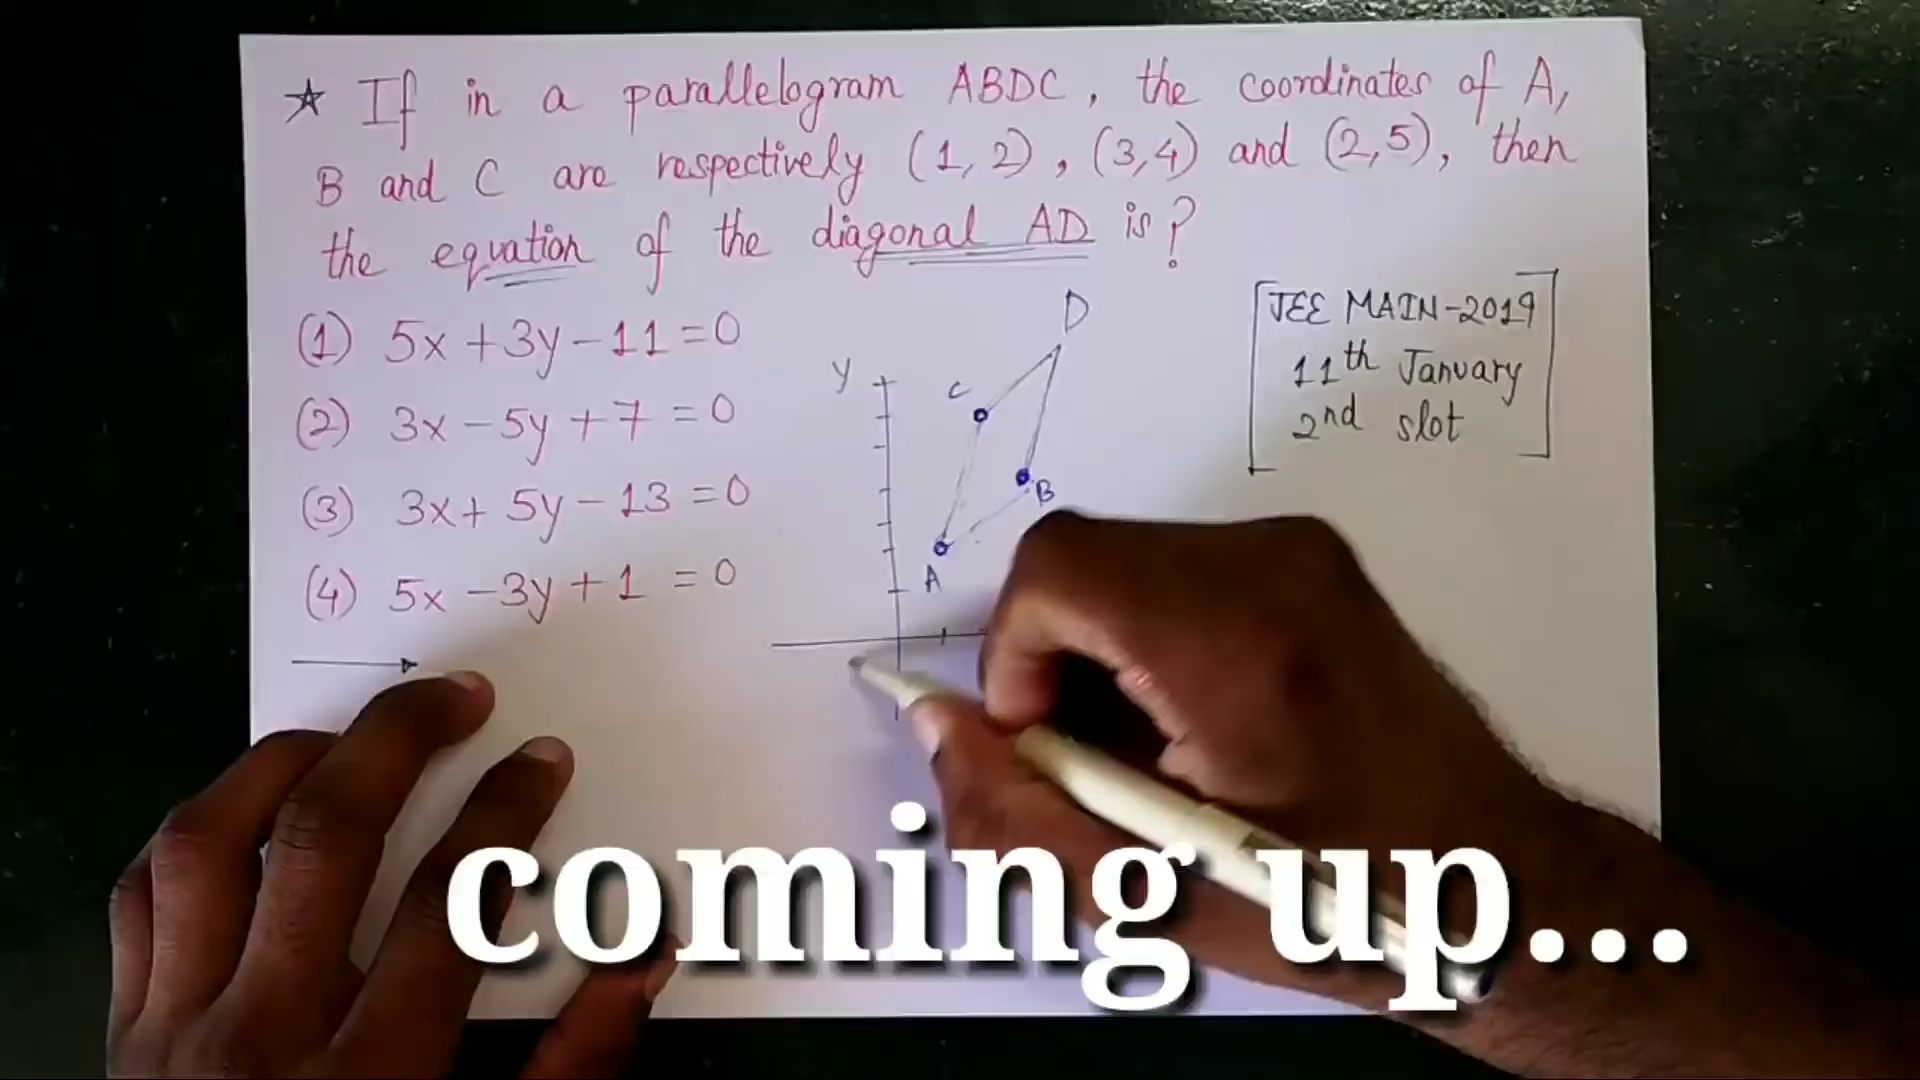 ☆ If in a parallelogram ABDC, the coordinates of A,
B and C are respectively (1, 2), (3,4) and (2,5), then
the equation of the diagonal AD is?
(1) 5x + 3y - 11 = 0
(2) 3x - 5y + 7 = 0
(3) 3x + 5y - 13 = 0
(4) 5x - 3y + 1 = 0
[JEE MAIN-2019
11th January
2nd slot]
D
y
C
B
A
coming up...